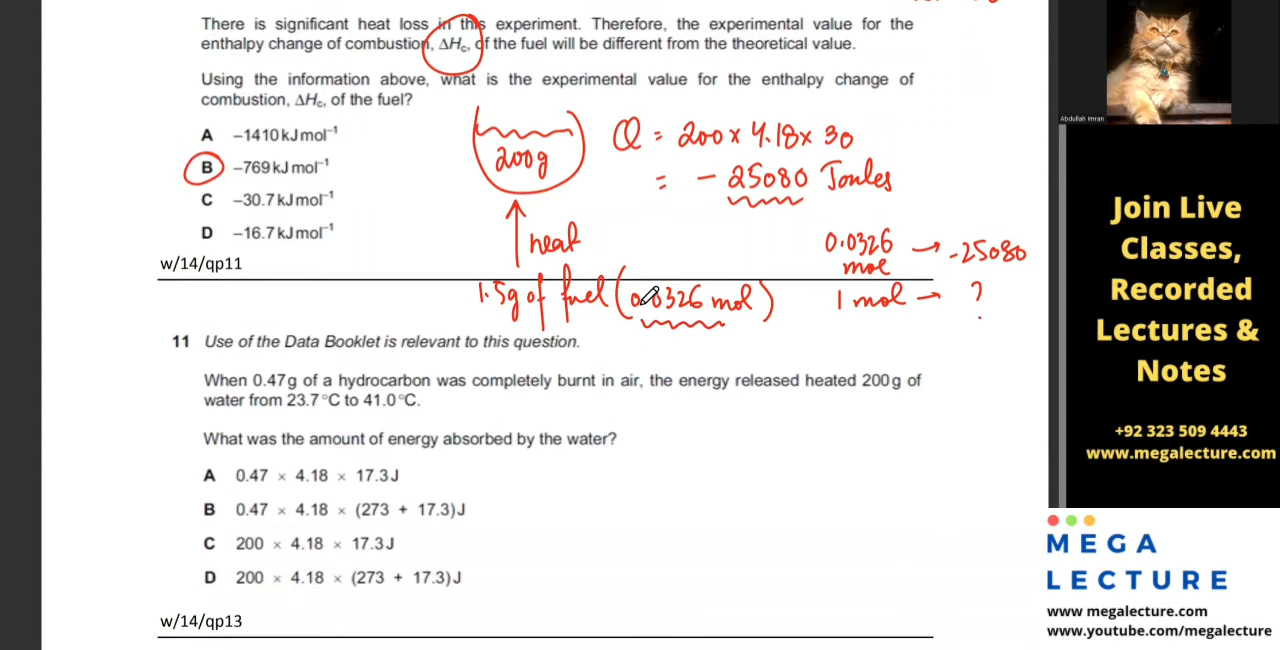 There is significant heat loss in this experiment. Therefore, the experimental value for the
enthalpy change of combustion, ΔHc, of the fuel will be different from the theoretical value.
Using the information above, what is the experimental value for the enthalpy change of
combustion, ΔHc, of the fuel?
A −1410 kJ mol⁻¹
B −769 kJ mol⁻¹
C −30.7 kJ mol⁻¹
D −16.7 kJ mol⁻¹
w/14/qp11
200g
Q = 200 × 4.18 × 30
= − 25080 Joules
heat
1.5g of fuel (0.0326 mol)
0.0326 mol → -25080
1 mol → ?
11 Use of the Data Booklet is relevant to this question.
When 0.47 g of a hydrocarbon was completely burnt in air, the energy released heated 200 g of
water from 23.7 °C to 41.0 °C.
What was the amount of energy absorbed by the water?
A 0.47 × 4.18 × 17.3 J
B 0.47 × 4.18 × (273 + 17.3) J
C 200 × 4.18 × 17.3 J
D 200 × 4.18 × (273 + 17.3) J
w/14/qp13
Abdullah Imran
Join Live
Classes,
Recorded
Lectures &
Notes
+92 323 509 4443
www.megalecture.com
MEGA
LECTURE
www megalecture.com
www.youtube.com/megalecture